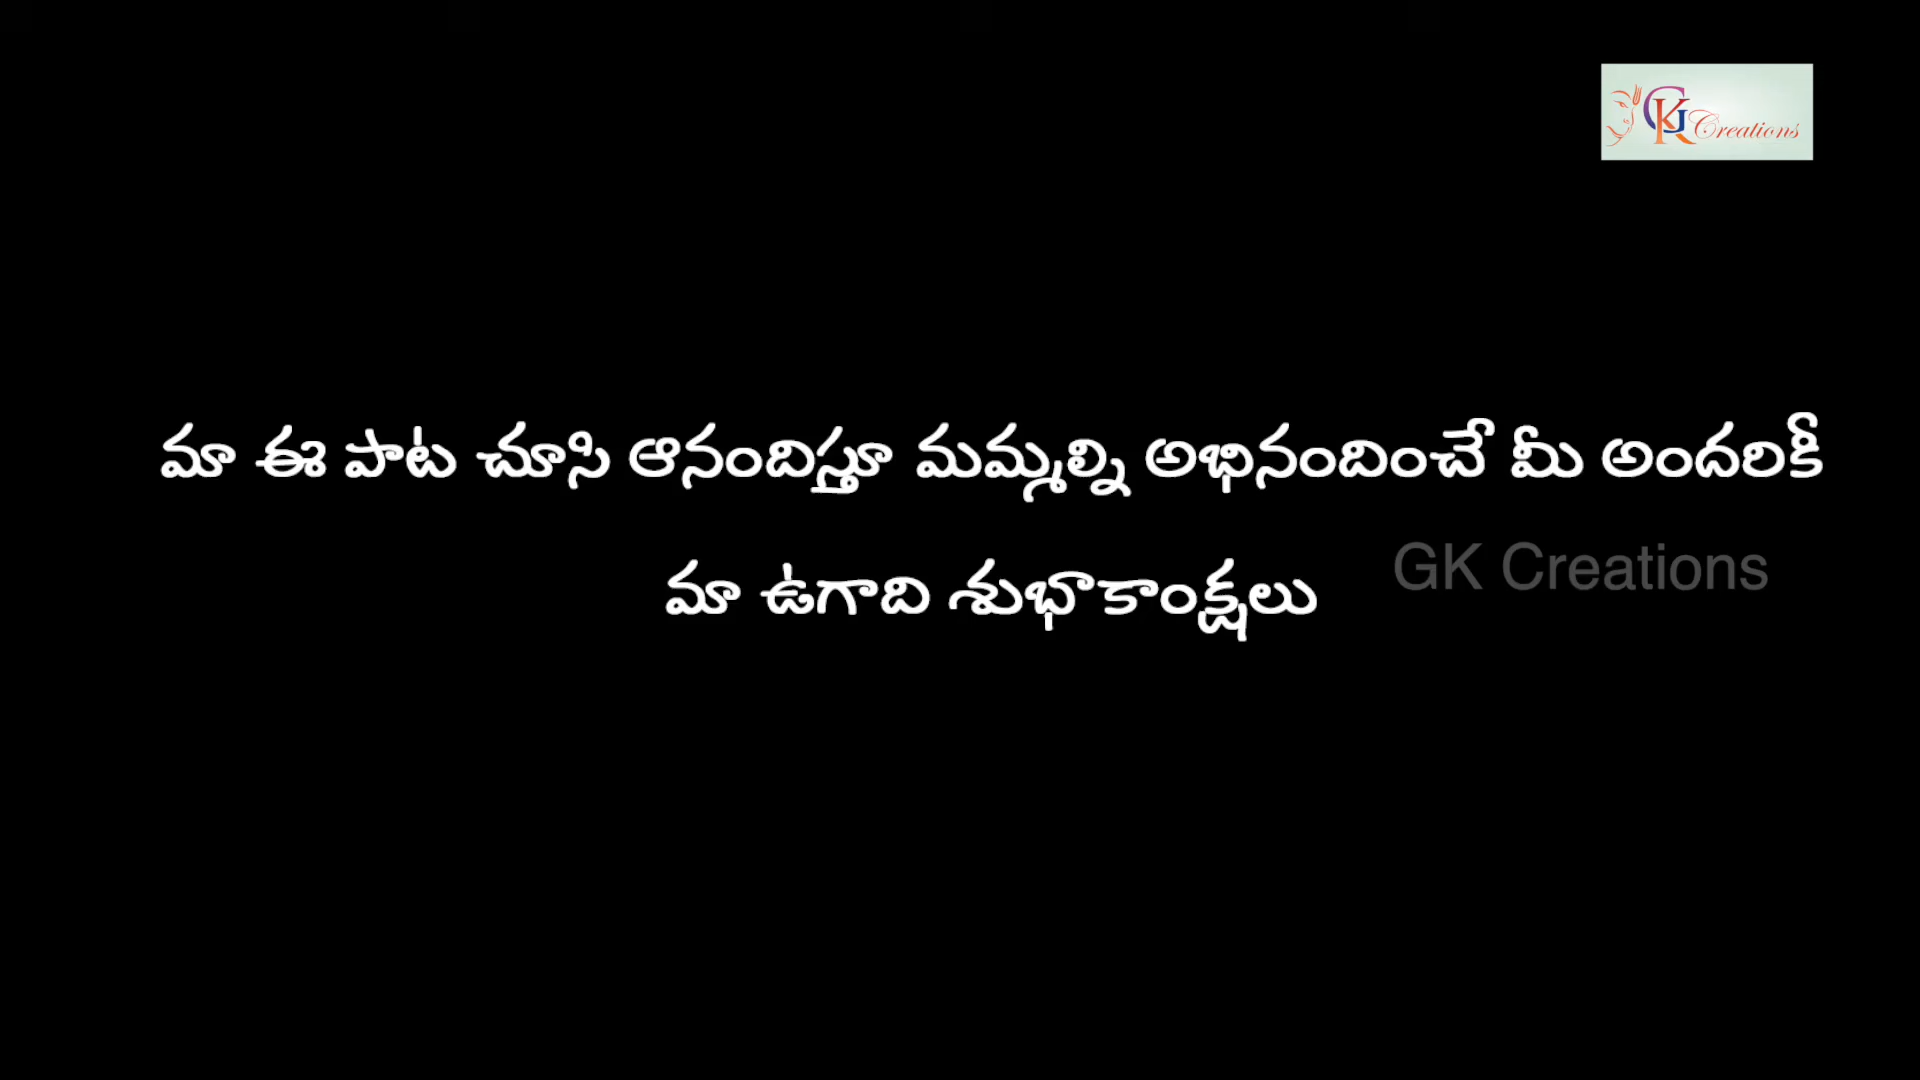 GK Creations
మా ఈ పాట చూసి ఆనందిస్తూ మమ్మల్ని అభినందించే మీ అందరికీ
మా ఉగాది శుభాకాంక్షలు
GK Creations